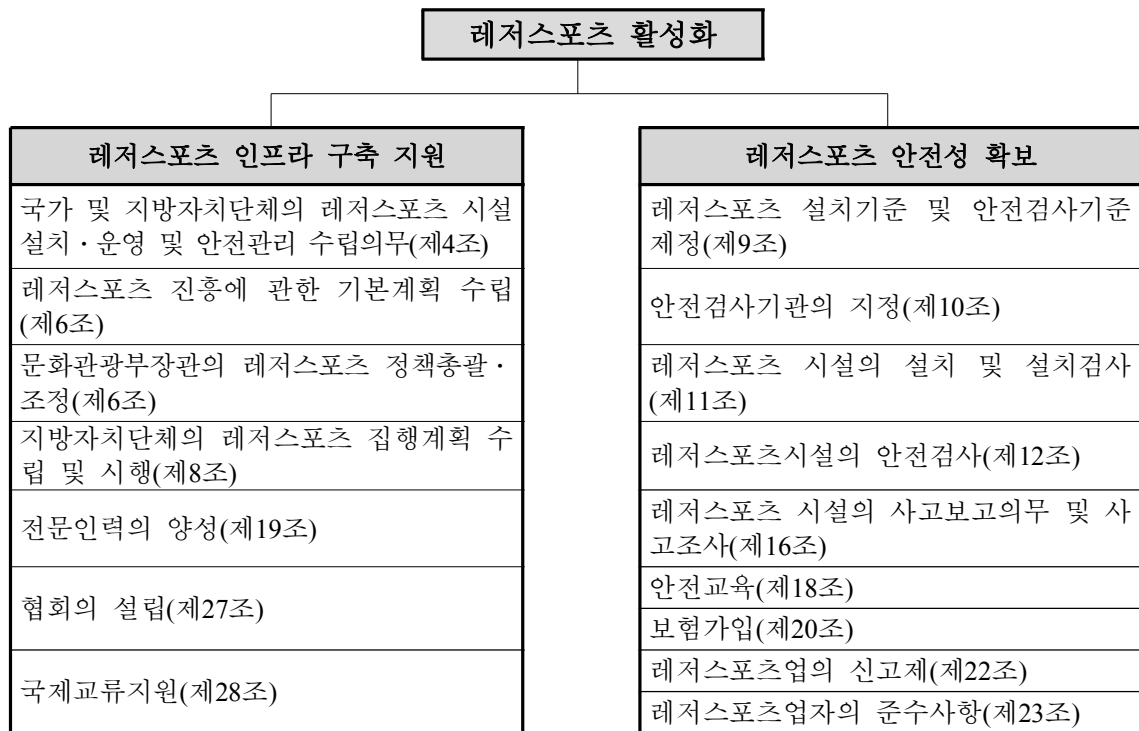 레저스포츠 활성화
레저스포츠 인프라 구축 지원
국가 및 지방자치단체의 레저스포츠 시설
설치·운영 및 안전관리 수립의무(제4조)
레저스포츠 진흥에 관한 기본계획 수립
(제6조)
문화관광부장관의 레저스포츠 정책총괄·
조정(제6조)
지방자치단체의 레저스포츠 집행계획 수
립 및 시행(제8조)
전문인력의 양성(제19조)
협회의 설립(제27조)
국제교류지원(제28조)
레저스포츠 안전성 확보
레저스포츠 설치기준 및 안전검사기준
제정(제9조)
안전검사기관의 지정(제10조)
레저스포츠 시설의 설치 및 설치검사
(제11조)
레저스포츠시설의 안전검사(제12조)
레저스포츠 시설의 사고보고의무 및 사
고조사(제16조)
안전교육(제18조)
보험가입(제20조)
레저스포츠업의 신고제(제22조)
레저스포츠업자의 준수사항(제23조)